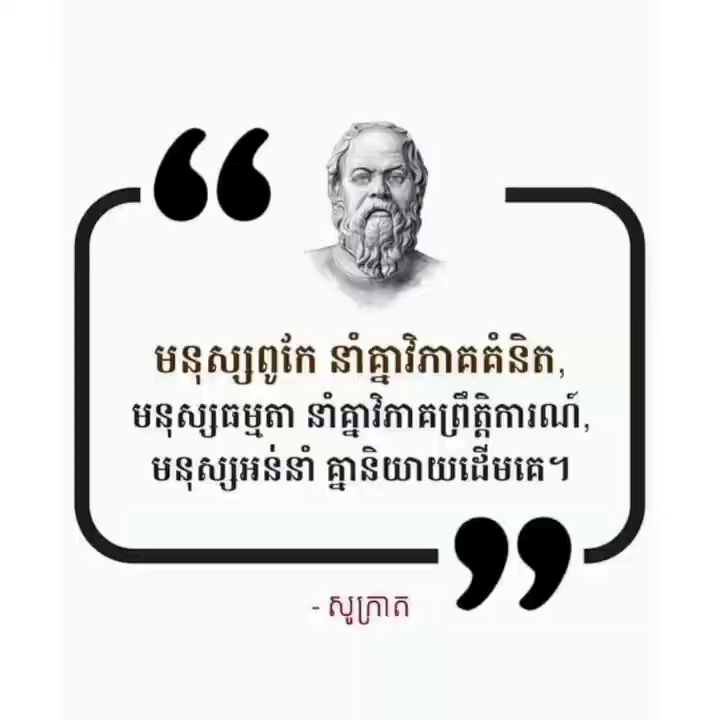 មនុស្សពូកែ នាំគ្នាវិភាគគំនិត,
មនុស្សធម្មតា នាំគ្នាវិភាគព្រឹត្តិការណ៍,
មនុស្សអន់នាំ គ្នានិយាយដើមគេ។
- សូក្រាត